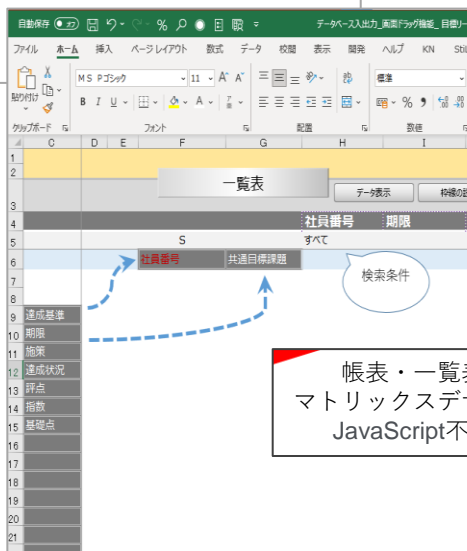 自動保存 オフ データベース入出力_画面ドラッグ機能_目標
ファイル ホーム 挿入 ページ レイアウト 数式 データ 校閲 表示 開発 ヘルプ KN Stil
貼り付け MS Pゴシック 11 A A 標準
B I U A %
クリップボード フォント 配置 数値
C D E F G H I
1
2
一覧表
データ表示
3
4 社員番号 期限
5 S すべて
6 社員番号 共通目標課題
7 検索条件
8
9 達成基準
10 期限
11 施策
12 達成状況
13 評点
14 指数
15 基礎点
16
17
18
19
20
21
帳表・一覧
マトリックスデ
JavaScript不